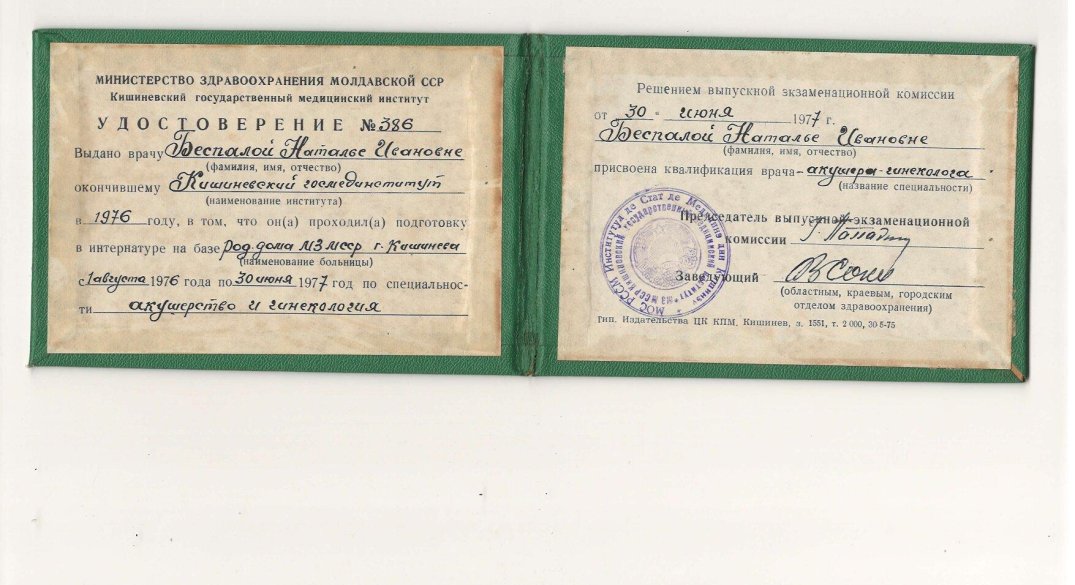 МИНИСТЕРСТВО ЗДРАВООХРАНЕНИЯ МОЛДАВСКОЙ ССР
Кишиневский государственный медицинский институт
УДОСТОВЕРЕНИЕ №386
Выдано врачу Беспалой Наталье Ивановне
(фамилия, имя, отчество)
окончившему Кишиневский госмединститут
(наименование института)
в 1976 году, в том, что он(а) проходил(а) подготовку
в интернатуре на базе Род.дома МЗ МССР г. Кишинева
(наименование больницы)
с 1 августа 1976 года по 30 июня 1977 год по специальнос-
ти акушерство и гинекология
Решением выпускной экзаменационной комиссии
от 30 " июня 1977 г.
Беспалой Наталье Ивановне
(фамилия, имя, отчество)
присвоена квалификация врача-акушера-гинеколога
(название специальности)
Председатель выпускной экзаменационной
комиссии
Заведующий
(областным, краевым, городским
отделом здравоохранения)
Тип. Издательства ЦК КПМ, Кишинев, з. 1551, т. 2 000, 30-5-75